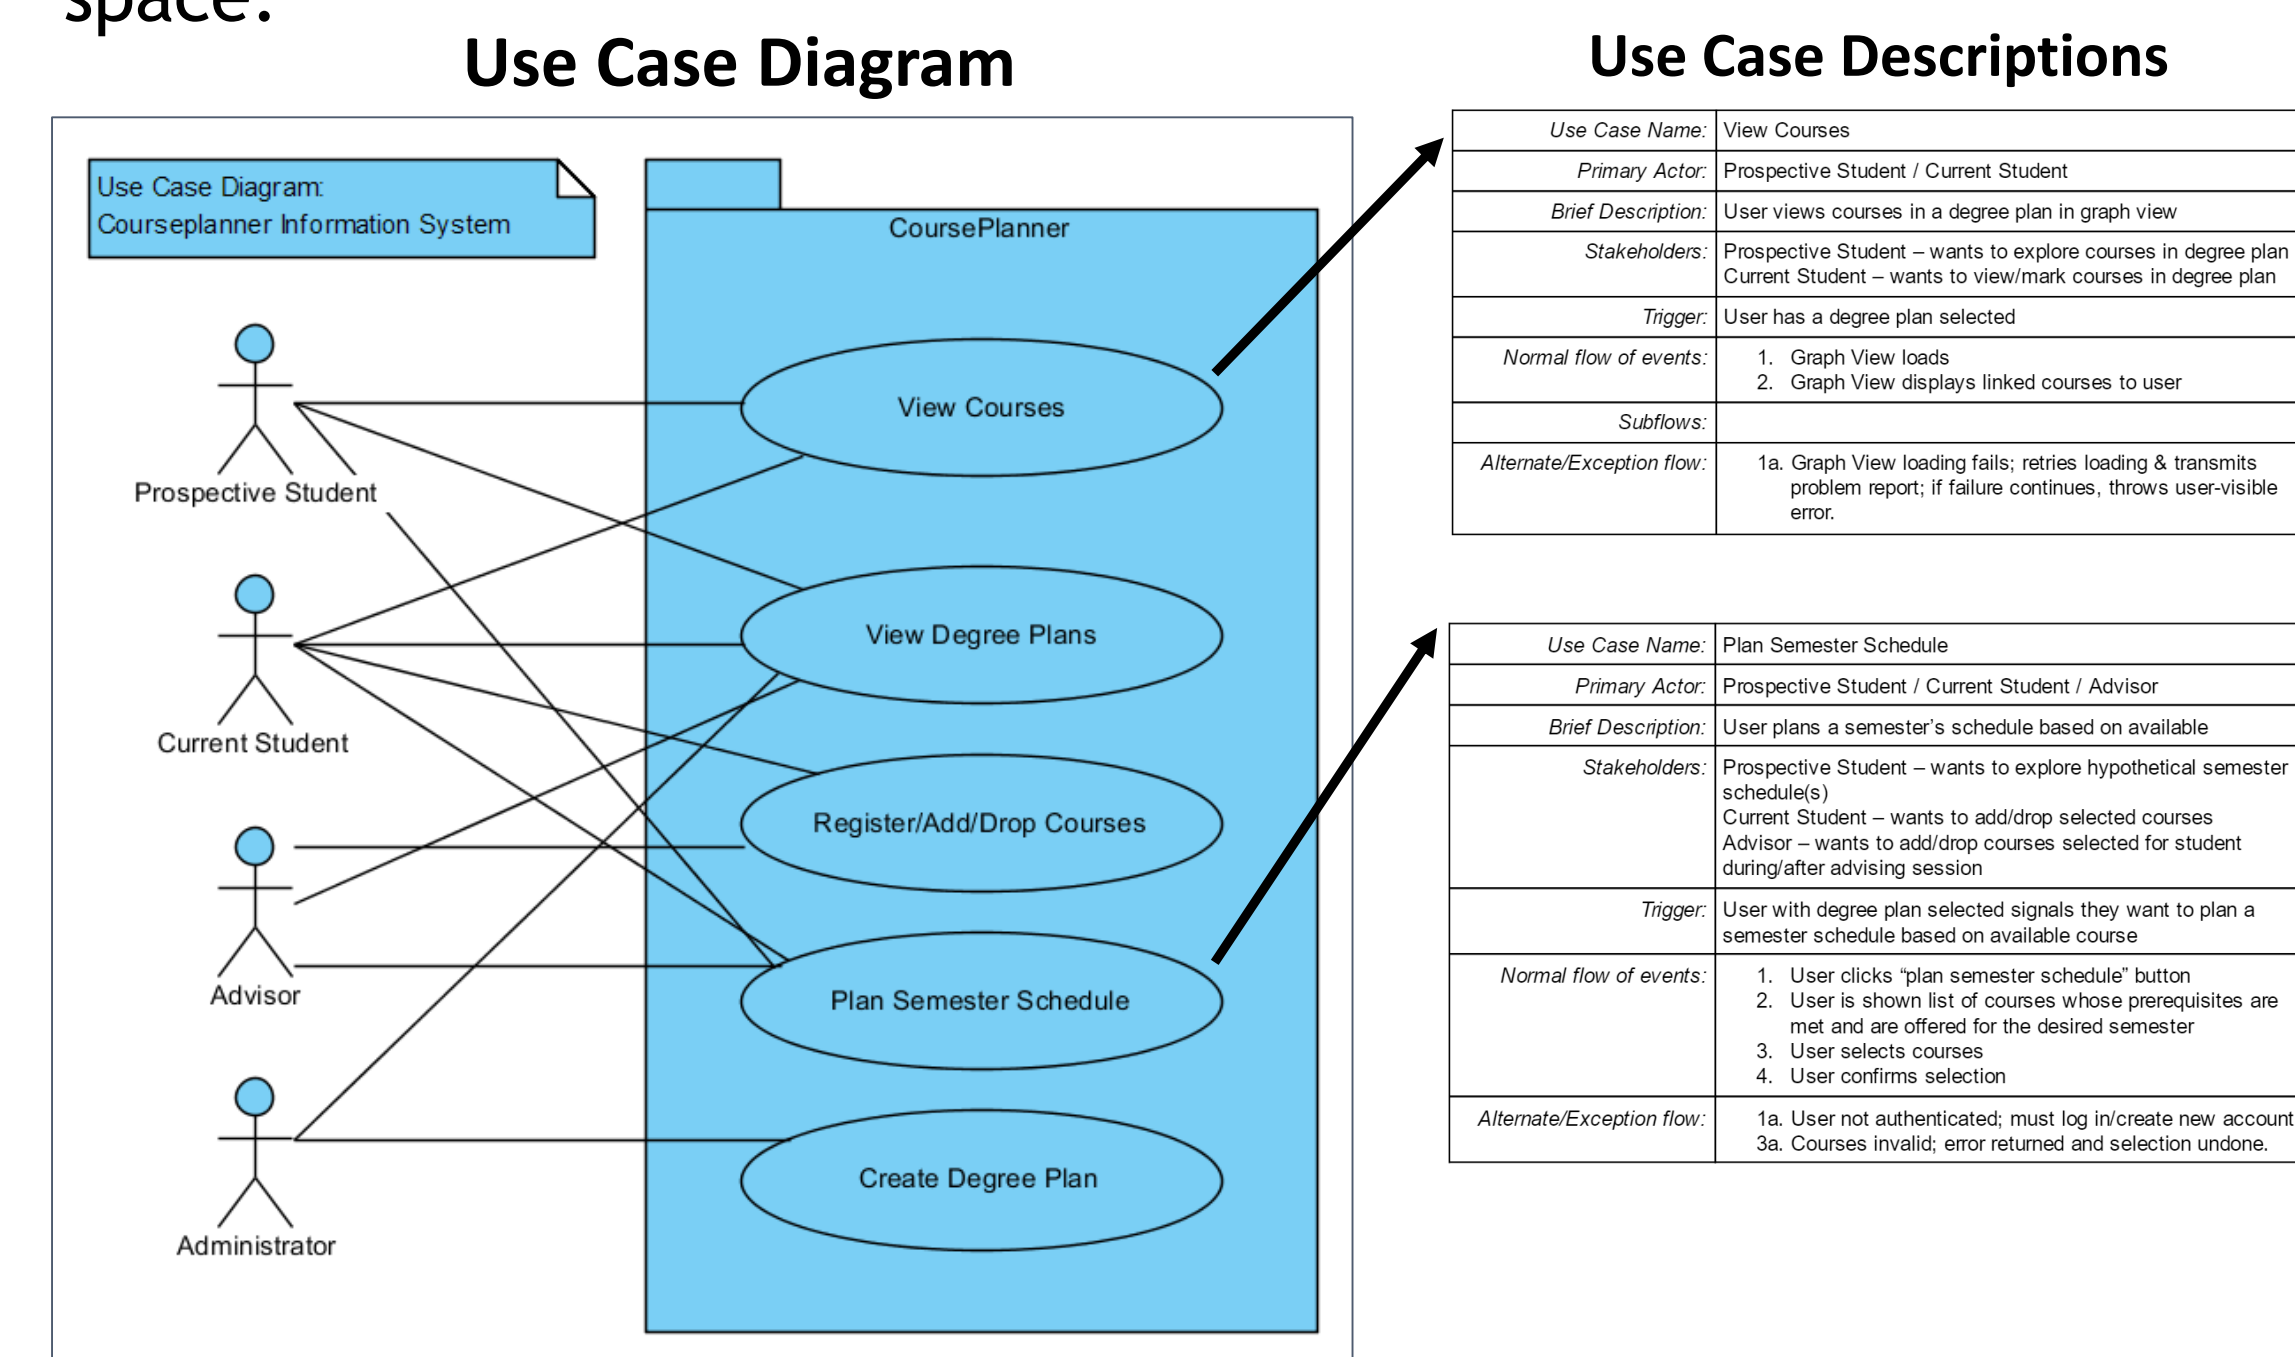 space.
Use Case Diagram
Use Case Diagram:
Courseplanner Information System
CoursePlanner
Prospective Student
Current Student
Advisor
Administrator
View Courses
View Degree Plans
Register/Add/Drop Courses
Plan Semester Schedule
Create Degree Plan
Use Case Descriptions
Use Case Name: View Courses
Primary Actor: Prospective Student / Current Student
Brief Description: User views courses in a degree plan in graph view
Stakeholders: Prospective Student – wants to explore courses in degree plan
Current Student – wants to view/mark courses in degree plan
Trigger: User has a degree plan selected
Normal flow of events: 1. Graph View loads
2. Graph View displays linked courses to user
Subflows:
Alternate/Exception flow: 1a. Graph View loading fails; retries loading & transmits
problem report; if failure continues, throws user-visible
error.
Use Case Name: Plan Semester Schedule
Primary Actor: Prospective Student / Current Student / Advisor
Brief Description: User plans a semester’s schedule based on available
Stakeholders: Prospective Student – wants to explore hypothetical semester
schedule(s)
Current Student – wants to add/drop selected courses
Advisor – wants to add/drop courses selected for student
during/after advising session
Trigger: User with degree plan selected signals they want to plan a
semester schedule based on available course
Normal flow of events: 1. User clicks “plan semester schedule” button
2. User is shown list of courses whose prerequisites are
met and are offered for the desired semester
3. User selects courses
4. User confirms selection
Alternate/Exception flow: 1a. User not authenticated; must log in/create new account
3a. Courses invalid; error returned and selection undone.